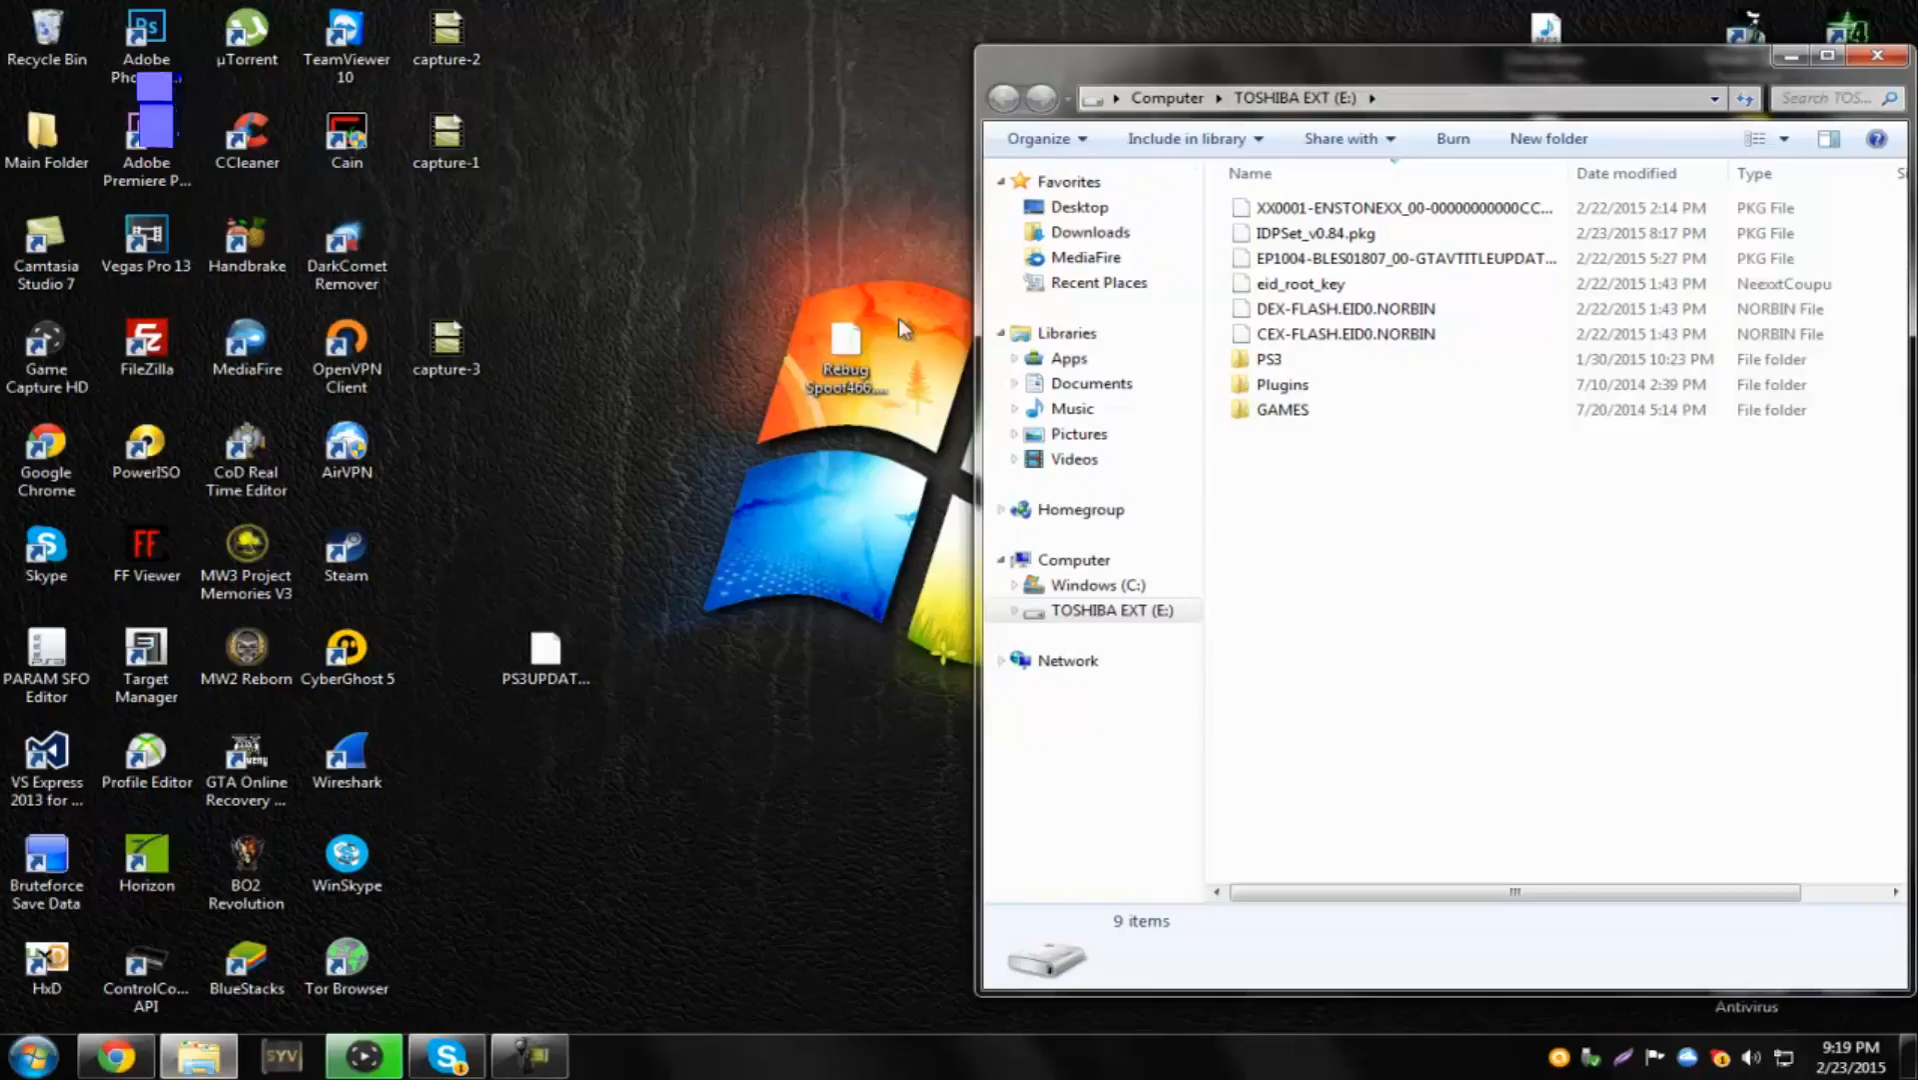 Recycle Bin
Adobe
Pho...
µTorrent
TeamViewer
10
capture-2
Main Folder
Adobe
Premiere P...
CCleaner
Cain
capture-1
Camtasia
Studio 7
Vegas Pro 13
Handbrake
DarkComet
Remover
Game
Capture HD
FileZilla
MediaFire
OpenVPN
Client
capture-3
Google
Chrome
PowerISO
CoD Real
Time Editor
AirVPN
Skype
FF
FF Viewer
MW3 Project
Memories V3
Steam
PARAM SFO
Editor
Target
Manager
MW2 Reborn
CyberGhost 5
VS Express
2013 for ...
Profile Editor
GTA Online
Recovery ...
Wireshark
Bruteforce
Save Data
Horizon
BO2
Revolution
WinSkype
HxD
ControlCo...
API
BlueStacks
Tor Browser
PS3UPDAT...
Rebug
Spoof466....
Computer
TOSHIBA EXT (E:)
Search TOS...
Organize
Include in library
Share with
Burn
New folder
Name
Date modified
Type
Favorites
Desktop
Downloads
MediaFire
Recent Places
Libraries
Apps
Documents
Music
Pictures
Videos
Homegroup
Computer
Windows (C:)
TOSHIBA EXT (E:)
Network
XX0001-ENSTONEXX_00-00000000000CC... 2/22/2015 2:14 PM PKG File
IDPSet_v0.84.pkg 2/23/2015 8:17 PM PKG File
EP1004-BLES01807_00-GTAVTITLEUPDAT... 2/22/2015 5:27 PM PKG File
eid_root_key 2/22/2015 1:43 PM NeexxtCoupu
DEX-FLASH.EID0.NORBIN 2/22/2015 1:43 PM NORBIN File
CEX-FLASH.EID0.NORBIN 2/22/2015 1:43 PM NORBIN File
PS3 1/30/2015 10:23 PM File folder
Plugins 7/10/2014 2:39 PM File folder
GAMES 7/20/2014 5:14 PM File folder
9 items
Antivirus
SYV
9:19 PM
2/23/2015